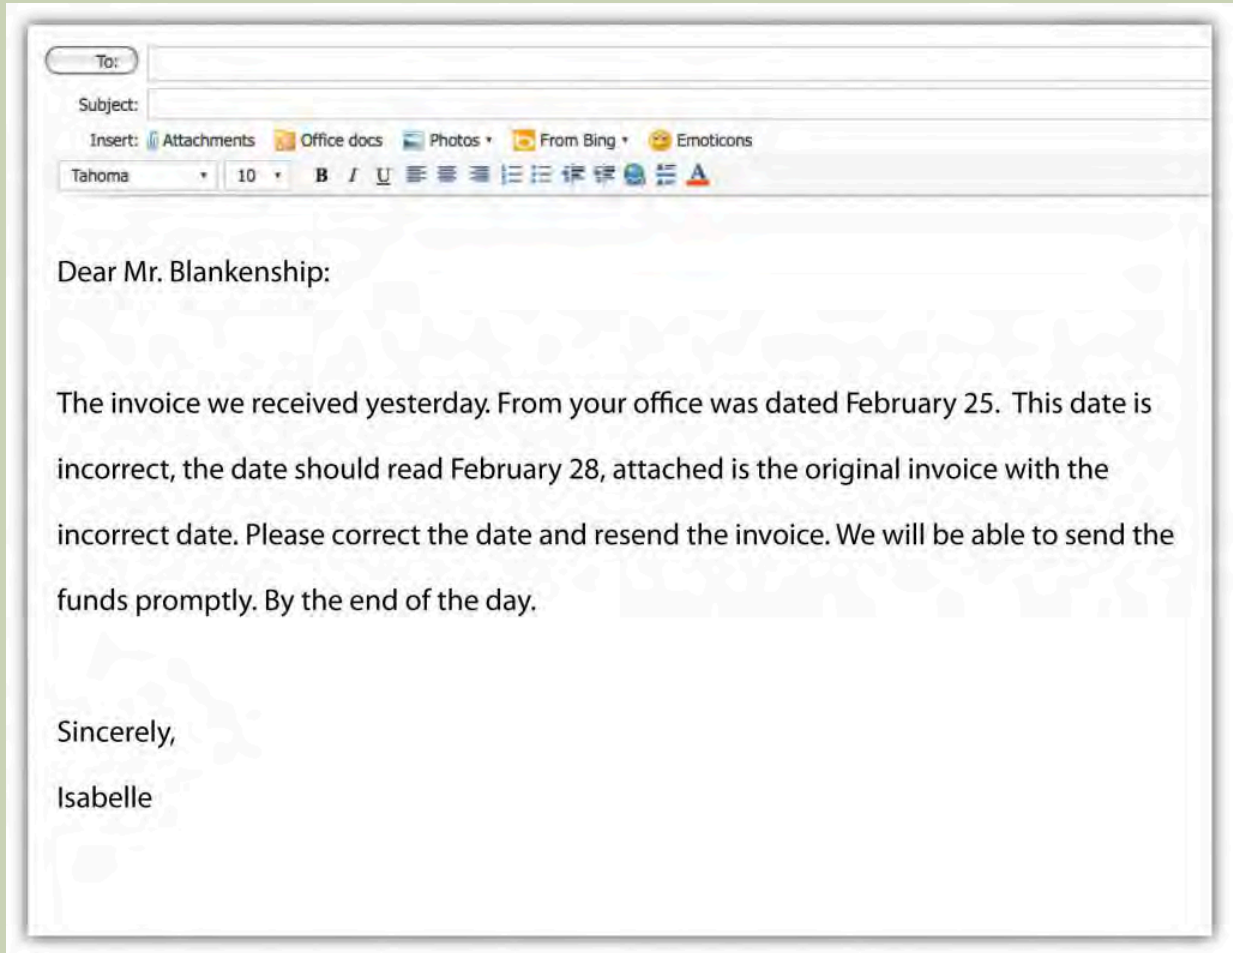 To:
Subject:
Insert: Attachments Office docs Photos From Bing Emoticons
Tahoma 10 B I U A
Dear Mr. Blankenship:
The invoice we received yesterday. From your office was dated February 25. This date is
incorrect, the date should read February 28, attached is the original invoice with the
incorrect date. Please correct the date and resend the invoice. We will be able to send the
funds promptly. By the end of the day.
Sincerely,
Isabelle